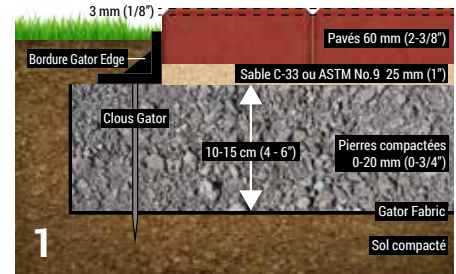 3 mm (1/8")
Pavés 60 mm (2-3/8")
Bordure Gator Edge
Sable C-33 ou ASTM No.9 25 mm (1")
Clous Gator
10-15 cm (4 - 6")
Pierres compactées
0-20 mm (0-3/4")
Gator Fabric
1
Sol compacté